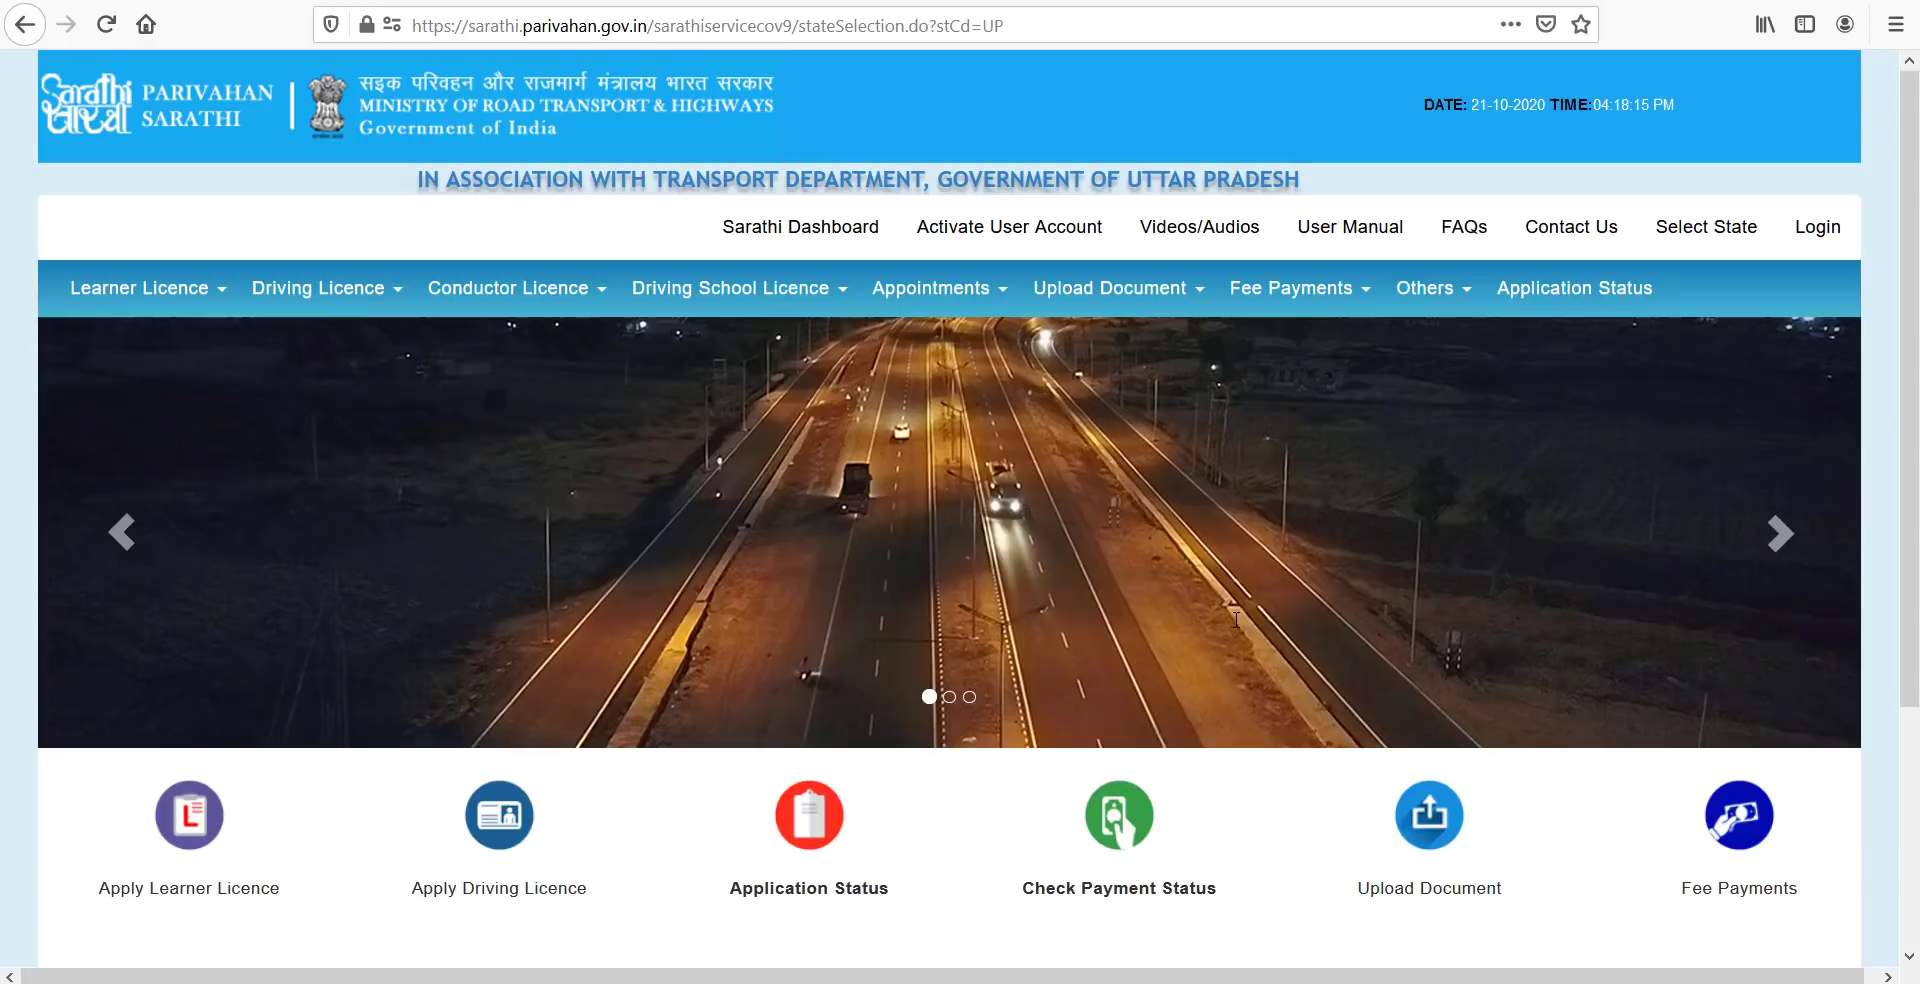 https://sarathi.parivahan.gov.in/sarathiservicecov9/stateSelection.do?stCd=UP
PARIVAHAN
SARATHI
सड़क परिवहन और राजमार्ग मंत्रालय भारत सरकार
MINISTRY OF ROAD TRANSPORT & HIGHWAYS
Government of India
DATE: 21-10-2020 TIME:04:18:15 PM
IN ASSOCIATION WITH TRANSPORT DEPARTMENT, GOVERNMENT OF UTTAR PRADESH
Sarathi Dashboard Activate User Account Videos/Audios User Manual FAQs Contact Us Select State Login
Learner Licence Driving Licence Conductor Licence Driving School Licence Appointments Upload Document Fee Payments Others Application Status
Apply Learner Licence Apply Driving Licence Application Status Check Payment Status Upload Document Fee Payments